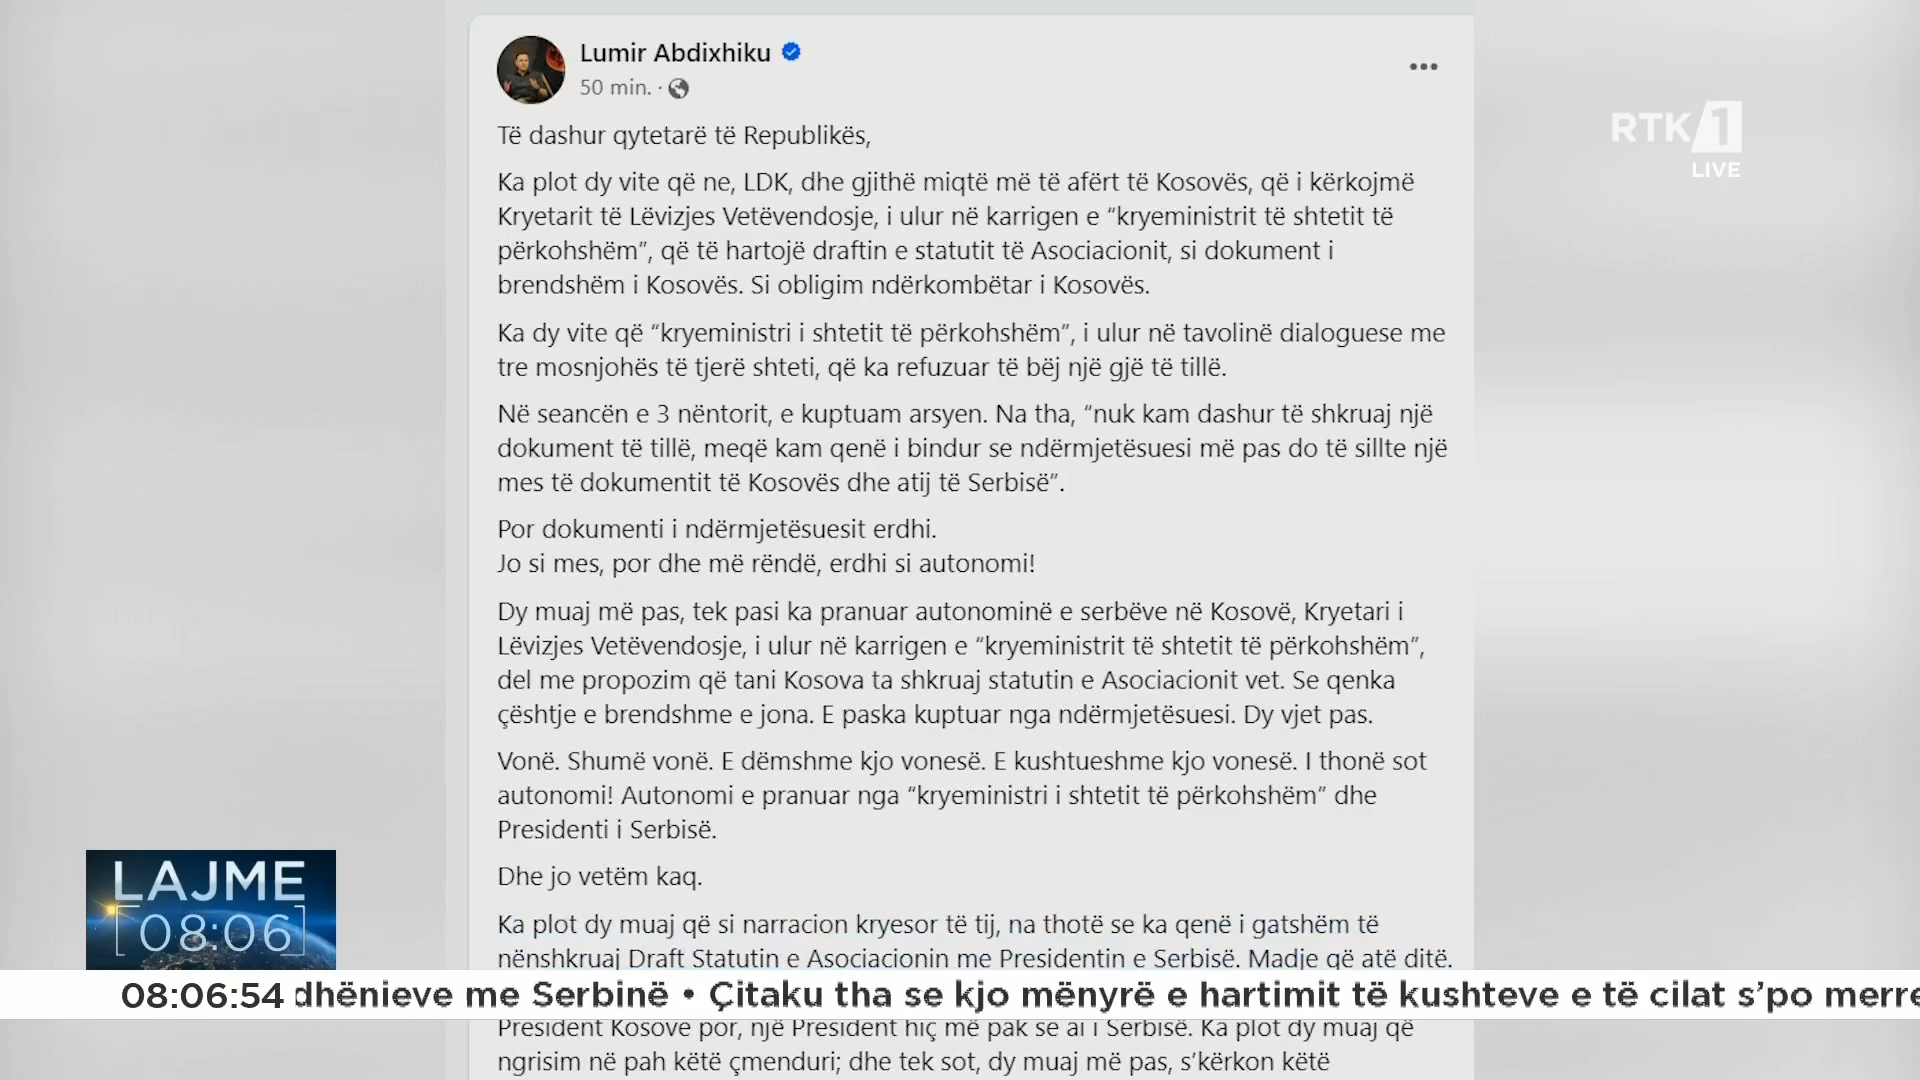 Lumir Abdixhiku
50 min. ·
Të dashur qytetarë të Republikës,
Ka plot dy vite që ne, LDK, dhe gjithë miqtë më të afërt të Kosovës, që i kërkojmë
Kryetarit të Lëvizjes Vetëvendosje, i ulur në karrigen e “kryeministrit të shtetit të
përkohshëm”, që të hartojë draftin e statutit të Asociacionit, si dokument i
brendshëm i Kosovës. Si obligim ndërkombëtar i Kosovës.
Ka dy vite që “kryeministri i shtetit të përkohshëm”, i ulur në tavolinë dialoguese me
tre mosnjohës të tjerë shteti, që ka refuzuar të bëj një gjë të tillë.
Në seancën e 3 nëntorit, e kuptuam arsyen. Na tha, “nuk kam dashur të shkruaj një
dokument të tillë, meqë kam qenë i bindur se ndërmjetësuesi më pas do të sillte një
mes të dokumentit të Kosovës dhe atij të Serbisë”.
Por dokumenti i ndërmjetësuesit erdhi.
Jo si mes, por dhe më rëndë, erdhi si autonomi!
Dy muaj më pas, tek pasi ka pranuar autonominë e serbëve në Kosovë, Kryetari i
Lëvizjes Vetëvendosje, i ulur në karrigen e “kryeministrit të shtetit të përkohshëm”,
del me propozim që tani Kosova ta shkruaj statutin e Asociacionit vet. Se qenka
çështje e brendshme e jona. E paska kuptuar nga ndërmjetësuesi. Dy vjet pas.
Vonë. Shumë vonë. E dëmshme kjo vonesë. E kushtueshme kjo vonesë. I thonë sot
autonomi! Autonomi e pranuar nga “kryeministri i shtetit të përkohshëm” dhe
Presidenti i Serbisë.
Dhe jo vetëm kaq.
Ka plot dy muaj që si narracion kryesor të tij, na thotë se ka qenë i gatshëm të
nënshkruaj Draft Statutin e Asociacionin me Presidentin e Serbisë. Madje që atë ditë.
President Kosove por, një President hiç më pak se ai i Serbisë. Ka plot dy muaj që
ngrisim në pah këtë çmenduri; dhe tek sot, dy muaj më pas, s’kërkon këtë
RTK 1
LIVE
LAJME
[08:06]
08:06:54 dhënieve me Serbinë • Çitaku tha se kjo mënyrë e hartimit të kushteve e të cilat s’po merre